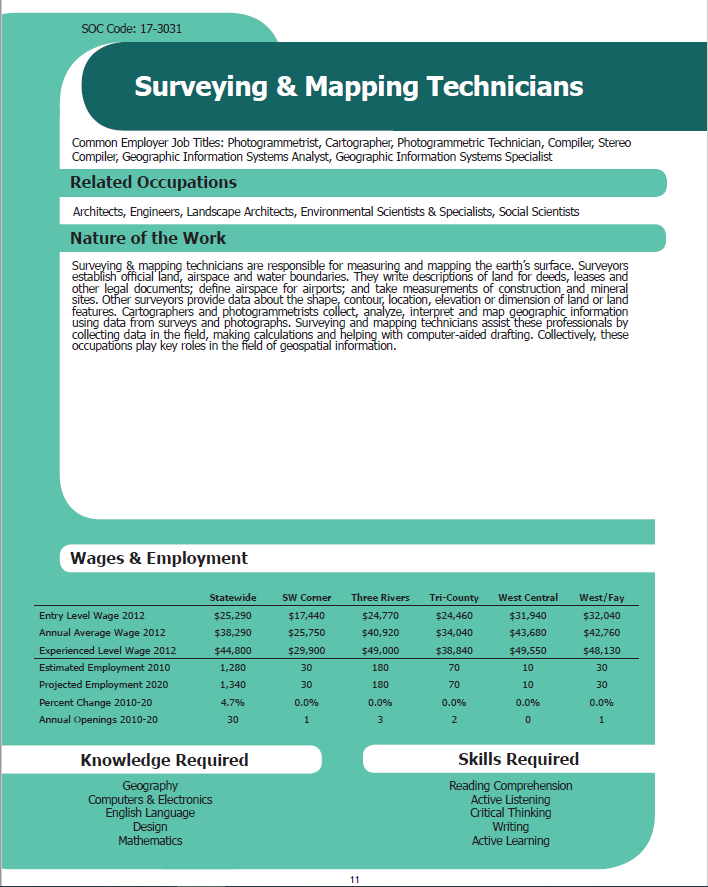 SOC Code: 17-3031
Surveying & Mapping Technicians
Common Employer Job Titles: Photogrammetrist, Cartographer, Photogrammetric Technician, Compiler, Stereo
Compiler, Geographic Information Systems Analyst, Geographic Information Systems Specialist
Related Occupations
Architects, Engineers, Landscape Architects, Environmental Scientists & Specialists, Social Scientists
Nature of the Work
Surveying & mapping technicians are responsible for measuring and mapping the earth's surface. Surveyors
establish official land, airspace and water boundaries. They write descriptions of land for deeds, leases and
other legal documents; define airspace for airports; and take measurements of construction and mineral
sites. Other surveyors provide data about the shape, contour, location, elevation or dimension of land or land
features. Cartographers and photogrammetrists collect, analyze, interpret and map geographic information
using data from surveys and photographs. Surveying and mapping technicians assist these professionals by
collecting data in the field, making calculations and helping with computer-aided drafting. Collectively, these
occupations play key roles in the field of geospatial information.
Wages & Employment
Statewide SW Corner Three Rivers Tri-County West Central West/Fay
Entry Level Wage 2012 $25,290 $17,440 $24,770 $24,460 $31,940 $32,040
Annual Average Wage 2012 $38,290 $25,750 $40,920 $34,040 $43,680 $42,760
Experienced Level Wage 2012 $44,800 $29,900 $49,000 $38,840 $49,550 $48,130
Estimated Employment 2010 1,280 30 180 70 10 30
Projected Employment 2020 1,340 30 180 70 10 30
Percent Change 2010-20 4.7% 0.0% 0.0% 0.0% 0.0% 0.0%
Annual Openings 2010-20 30 1 3 2 0 1
Knowledge Required
Geography
Computers & Electronics
English Language
Design
Mathematics
Skills Required
Reading Comprehension
Active Listening
Critical Thinking
Writing
Active Learning
11